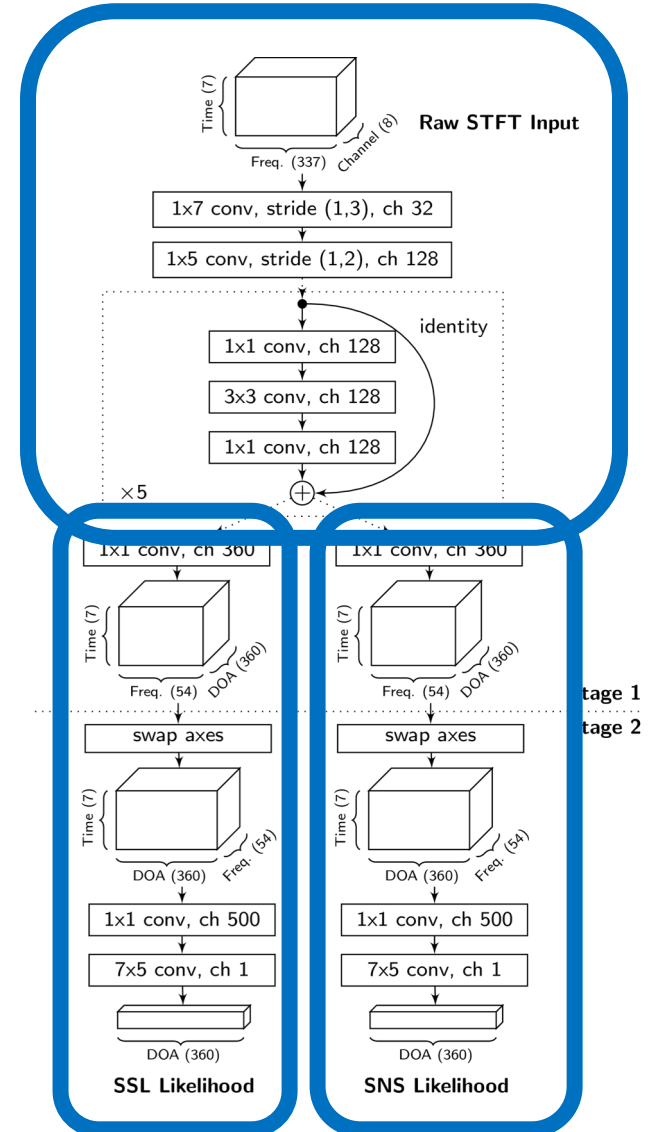 Time (7)
Raw STFT Input
Channel (8)
Freq. (337)
1x7 conv, stride (1,3), ch 32
1x5 conv, stride (1,2), ch 128
identity
1x1 conv, ch 128
3x3 conv, ch 128
1x1 conv, ch 128
×5
1x1 conv, ch 360
1x1 conv, ch 360
Time (7)
Time (7)
DOA (360)
DOA (360)
Freq. (54)
Freq. (54)
tage 1
swap axes
swap axes
tage 2
Time (7)
Time (7)
Freq. (54)
Freq. (54)
DOA (360)
DOA (360)
1x1 conv, ch 500
1x1 conv, ch 500
7x5 conv, ch 1
7x5 conv, ch 1
DOA (360)
DOA (360)
SSL Likelihood
SNS Likelihood